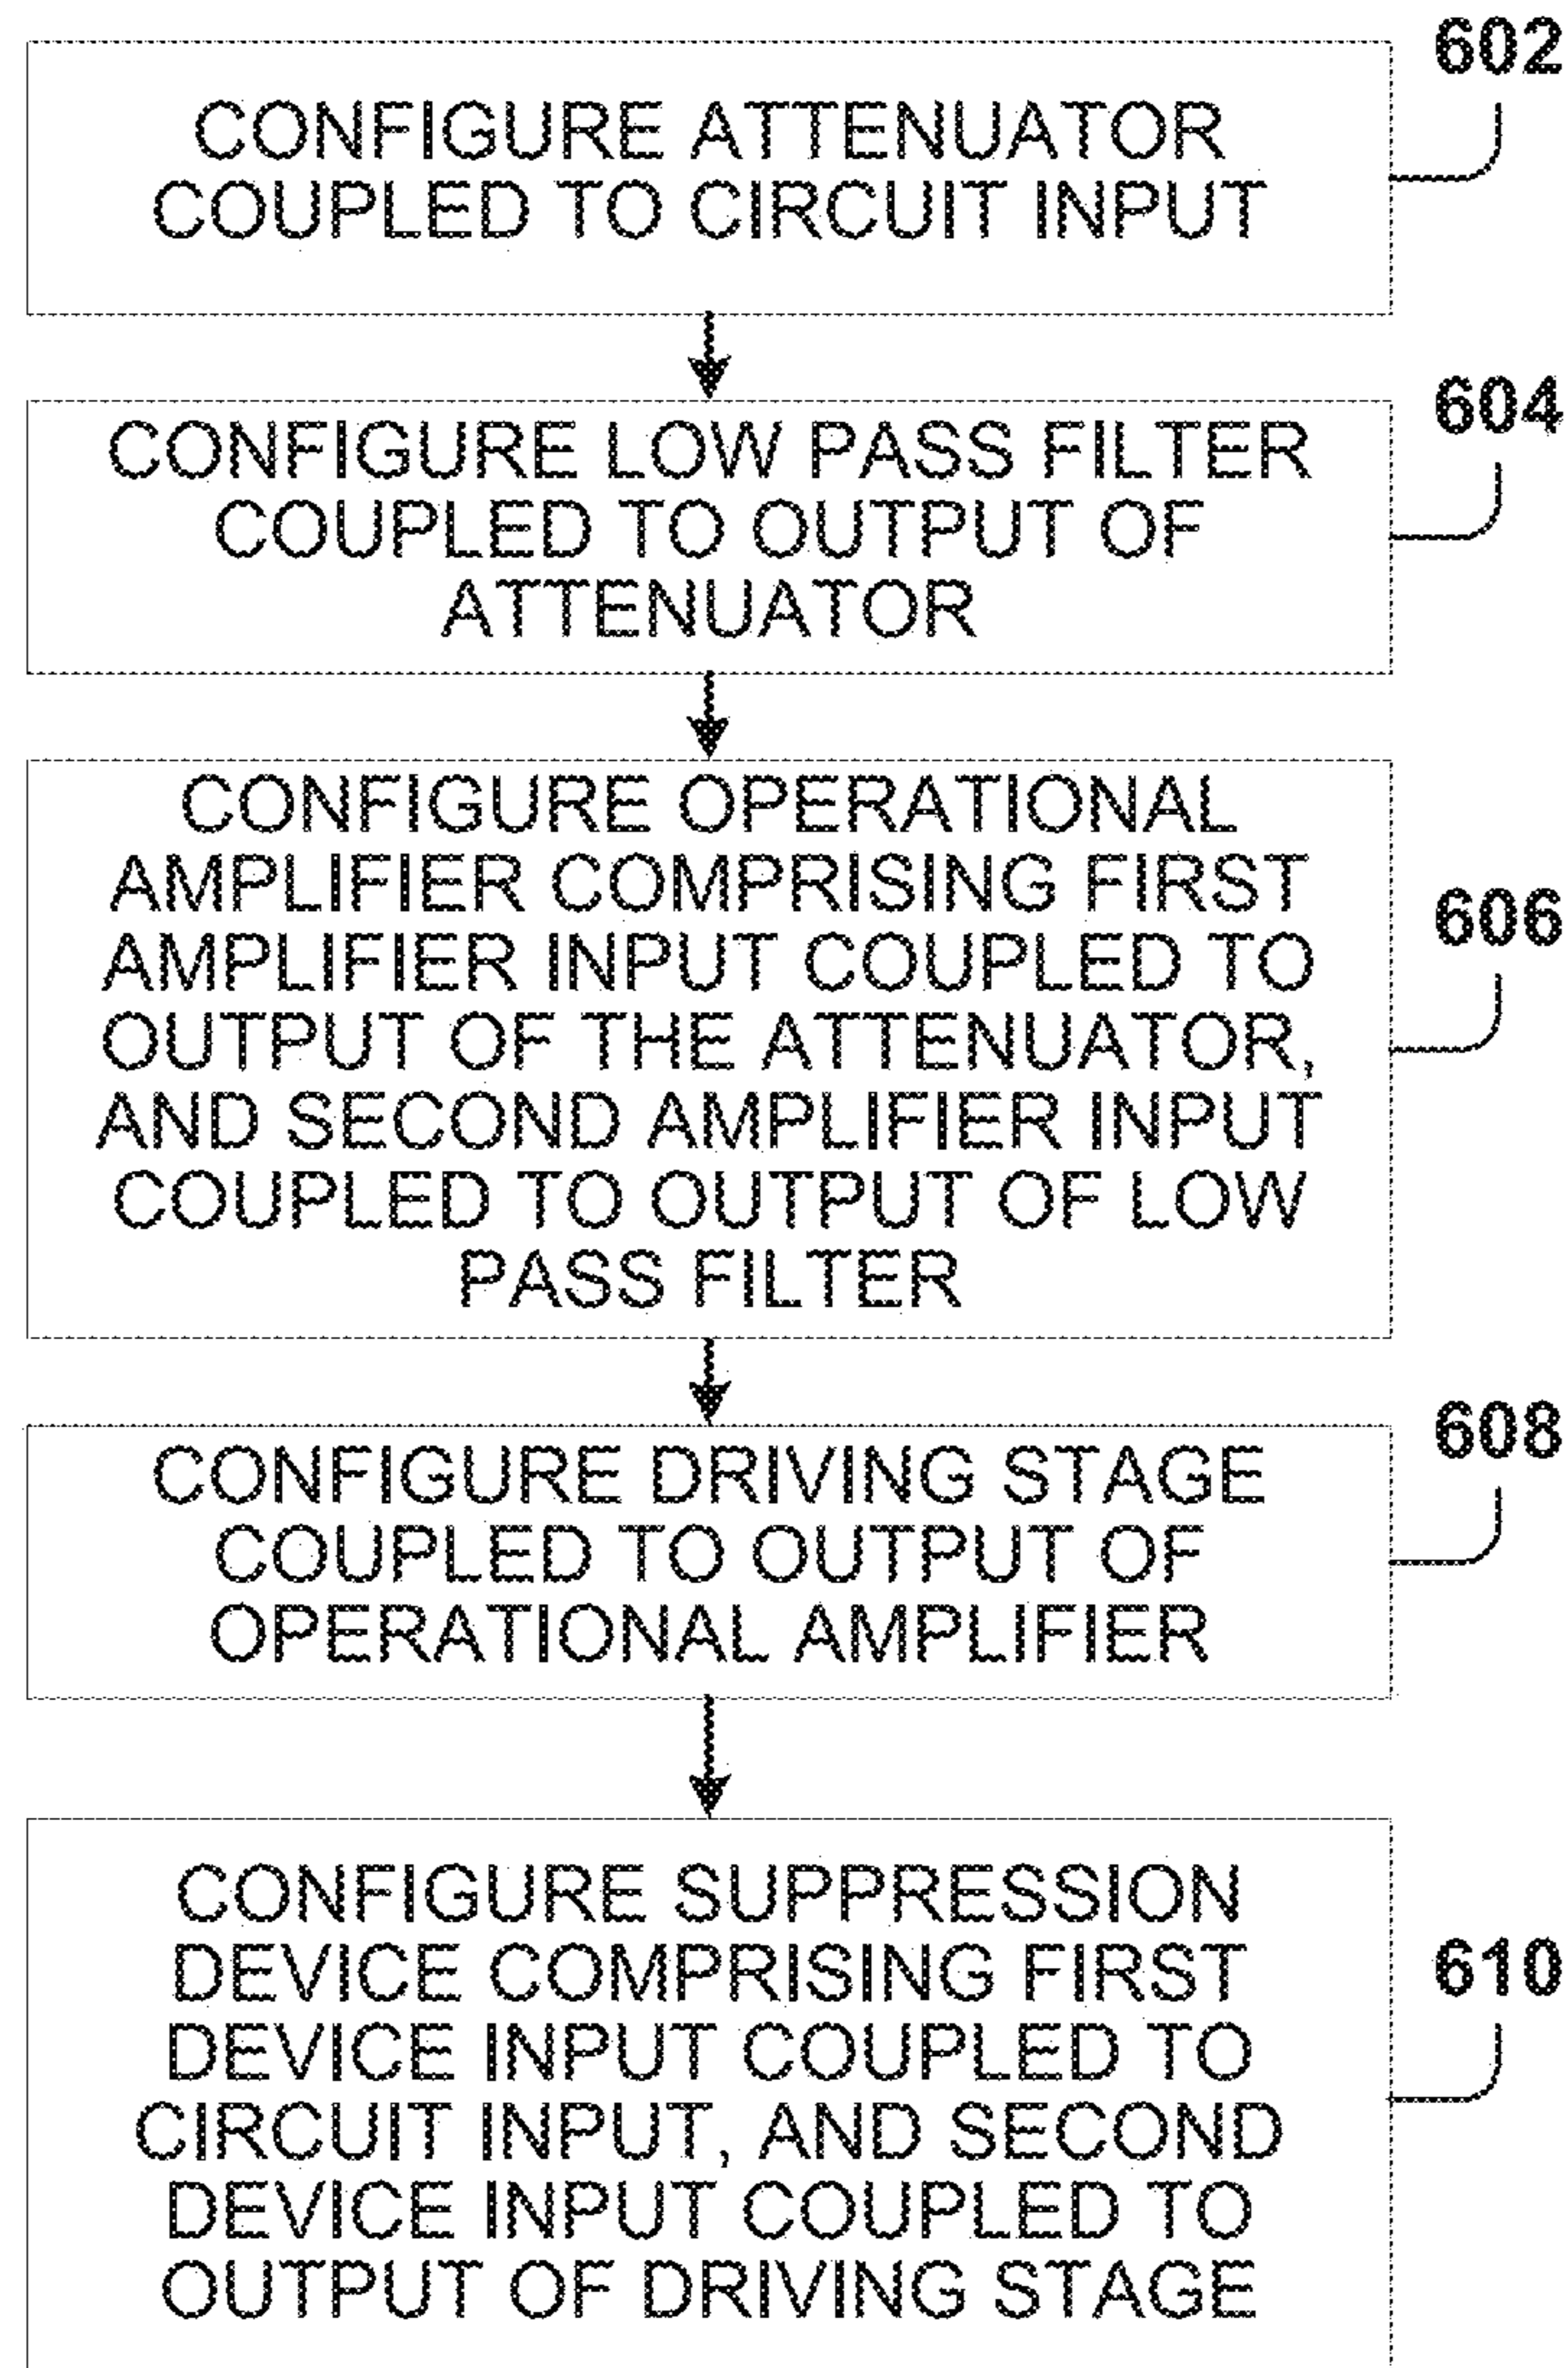 602
CONFIGURE ATTENUATOR
COUPLED TO CIRCUIT INPUT
604
CONFIGURE LOW PASS FILTER
COUPLED TO OUTPUT OF
ATTENUATOR
606
CONFIGURE OPERATIONAL
AMPLIFIER COMPRISING FIRST
AMPLIFIER INPUT COUPLED TO
OUTPUT OF THE ATTENUATOR,
AND SECOND AMPLIFIER INPUT
COUPLED TO OUTPUT OF LOW
PASS FILTER
608
CONFIGURE DRIVING STAGE
COUPLED TO OUTPUT OF
OPERATIONAL AMPLIFIER
610
CONFIGURE SUPPRESSION
DEVICE COMPRISING FIRST
DEVICE INPUT COUPLED TO
CIRCUIT INPUT, AND SECOND
DEVICE INPUT COUPLED TO
OUTPUT OF DRIVING STAGE